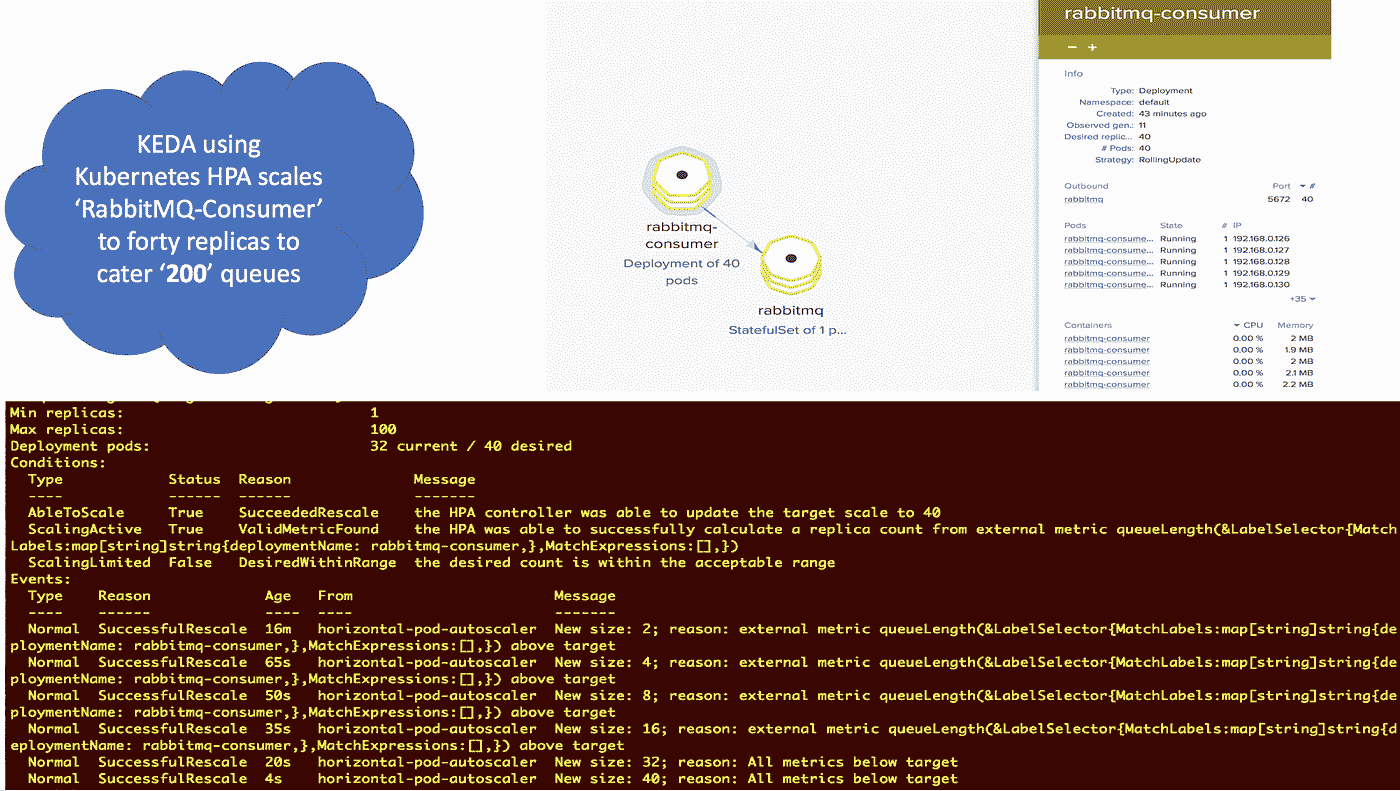 KEDA using
Kubernetes HPA scales
‘RabbitMQ-Consumer’
to forty replicas to
cater ‘200’ queues
rabbitmq-
consumer
Deployment of 40
pods
rabbitmq
StatefulSet of 1 p...
rabbitmq-consumer
Info
Type: Deployment
Namespace: default
Created: 43 minutes ago
Observed gen.: 11
Desired replic... 40
# Pods: 40
Strategy: RollingUpdate
Outbound Port #
rabbitmq 5672 40
Pods State # IP
rabbitmq-consume... Running 1 192.168.0.126
rabbitmq-consume... Running 1 192.168.0.127
rabbitmq-consume... Running 1 192.168.0.128
rabbitmq-consume... Running 1 192.168.0.129
rabbitmq-consume... Running 1 192.168.0.130
+35
Containers CPU Memory
rabbitmq-consumer 0.00 % 2 MB
rabbitmq-consumer 0.00 % 1.9 MB
rabbitmq-consumer 0.00 % 2 MB
rabbitmq-consumer 0.00 % 2.1 MB
rabbitmq-consumer 0.00 % 2.2 MB
Min replicas: 1
Max replicas: 100
Deployment pods: 32 current / 40 desired
Conditions:
Type Status Reason Message
---- ------ ------ -------
AbleToScale True SucceededRescale the HPA controller was able to update the target scale to 40
ScalingActive True ValidMetricFound the HPA was able to successfully calculate a replica count from external metric queueLength(&LabelSelector{Match
Labels:map[string]string{deploymentName: rabbitmq-consumer,},MatchExpressions:[],})
ScalingLimited False DesiredWithinRange the desired count is within the acceptable range
Events:
Type Reason Age From Message
---- ------ ---- ---- -------
Normal SuccessfulRescale 16m horizontal-pod-autoscaler New size: 2; reason: external metric queueLength(&LabelSelector{MatchLabels:map[string]string{de
ploymentName: rabbitmq-consumer,},MatchExpressions:[],}) above target
Normal SuccessfulRescale 65s horizontal-pod-autoscaler New size: 4; reason: external metric queueLength(&LabelSelector{MatchLabels:map[string]string{de
ploymentName: rabbitmq-consumer,},MatchExpressions:[],}) above target
Normal SuccessfulRescale 50s horizontal-pod-autoscaler New size: 8; reason: external metric queueLength(&LabelSelector{MatchLabels:map[string]string{de
ploymentName: rabbitmq-consumer,},MatchExpressions:[],}) above target
Normal SuccessfulRescale 35s horizontal-pod-autoscaler New size: 16; reason: external metric queueLength(&LabelSelector{MatchLabels:map[string]string{d
eploymentName: rabbitmq-consumer,},MatchExpressions:[],}) above target
Normal SuccessfulRescale 20s horizontal-pod-autoscaler New size: 32; reason: All metrics below target
Normal SuccessfulRescale 4s horizontal-pod-autoscaler New size: 40; reason: All metrics below target